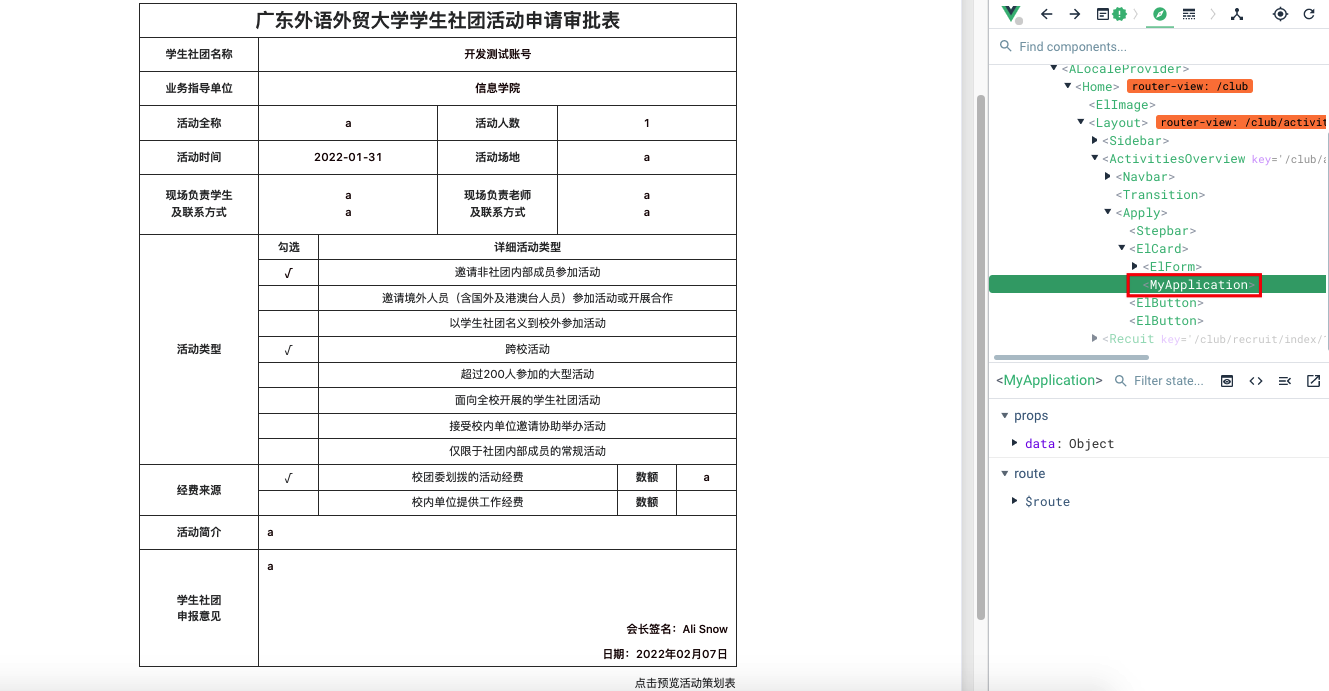 广东外语外贸大学学生社团活动申请审批表
学生社团名称 开发测试账号
业务指导单位 信息学院
活动全称 a 活动人数 1
活动时间 2022-01-31 活动场地 a
现场负责学生 a 现场负责老师 a
及联系方式 a 及联系方式 a
勾选 详细活动类型
√ 邀请非社团内部成员参加活动
邀请境外人员（含国外及港澳台人员）参加活动或开展合作
以学生社团名义到校外参加活动
活动类型 √ 跨校活动
超过200人参加的大型活动
面向全校开展的学生社团活动
接受校内单位邀请协助举办活动
仅限于社团内部成员的常规活动
经费来源
√ 校团委划拨的活动经费 数额 a
校内单位提供工作经费 数额
活动简介 a
a
学生社团
申报意见
会长签名：Ali Snow
日期：2022年02月07日
点击预览活动策划表
Find components...
<ALocaleProvider>
<Home> router-view: /club
<ElImage>
<Layout> router-view: /club/activit
<Sidebar>
<ActivitiesOverview key='/club/a
<Navbar>
<Transition>
<Apply>
<Stepbar>
<ElCard>
<ElForm>
<MyApplication>
<ElButton>
<ElButton>
<Recuit key='/club/recruit/index/
<MyApplication> Filter state...
props
data: Object
route
$route